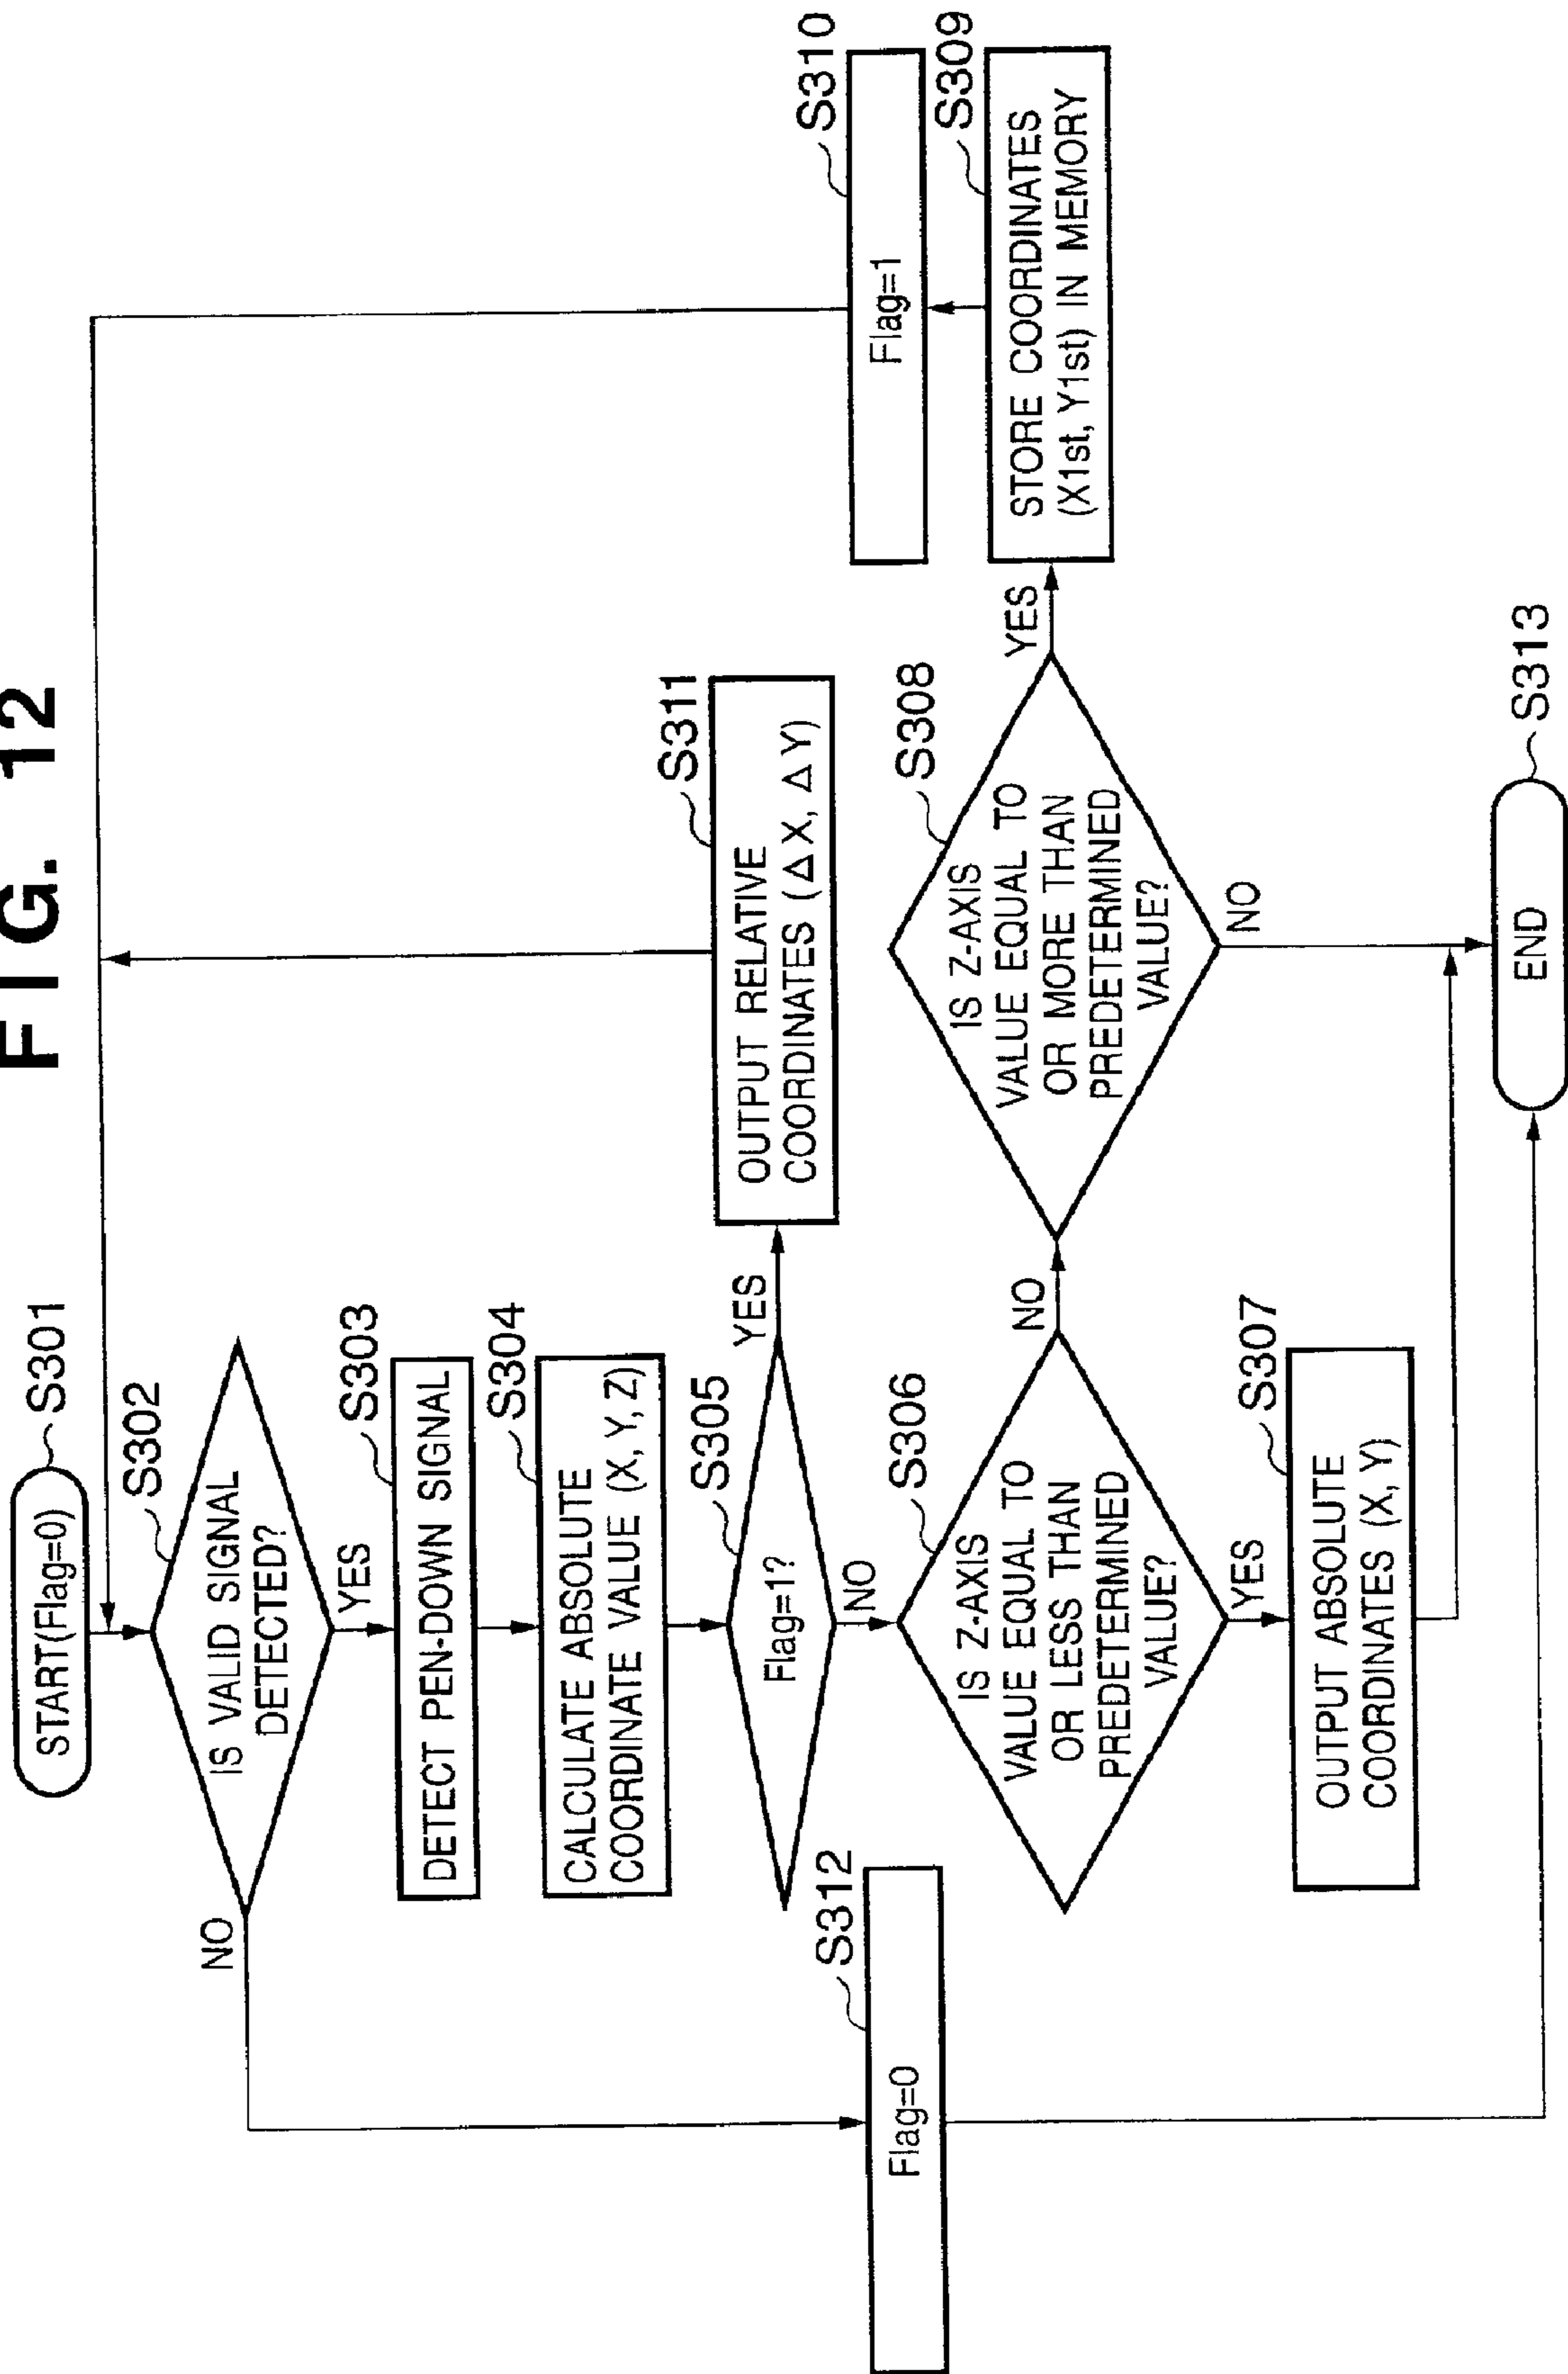 FIG. 12
START(Flag=0)
S301
S302
IS VALID SIGNAL
DETECTED?
NO
YES
S303
DETECT PEN-DOWN SIGNAL
S304
CALCULATE ABSOLUTE
COORDINATE VALUE (X, Y, Z)
S305
Flag=1?
YES
NO
S311
OUTPUT RELATIVE
COORDINATES (ΔX, ΔY)
S310
Flag=1
S309
STORE COORDINATES
(X1st, Y1st) IN MEMORY
S312
Flag=0
S306
IS Z-AXIS
VALUE EQUAL TO
OR LESS THAN
PREDETERMINED
VALUE?
NO
YES
S308
IS Z-AXIS
VALUE EQUAL TO
OR MORE THAN
PREDETERMINED
VALUE?
YES
NO
S307
OUTPUT ABSOLUTE
COORDINATES (X, Y)
END
S313